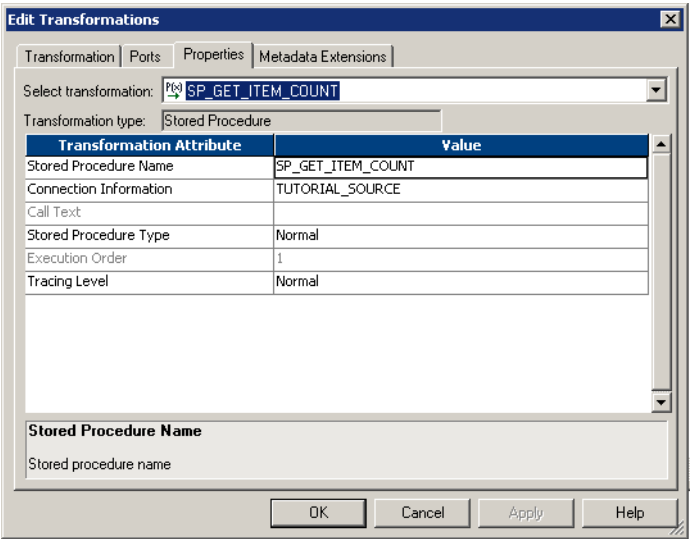 Edit Transformations
Transformation Ports Properties Metadata Extensions
Select transformation: P(x) SP_GET_ITEM_COUNT
Transformation type: Stored Procedure
Transformation Attribute Value
Stored Procedure Name SP_GET_ITEM_COUNT
Connection Information TUTORIAL_SOURCE
Call Text
Stored Procedure Type Normal
Execution Order 1
Tracing Level Normal
Stored Procedure Name
Stored procedure name
OK Cancel Apply Help